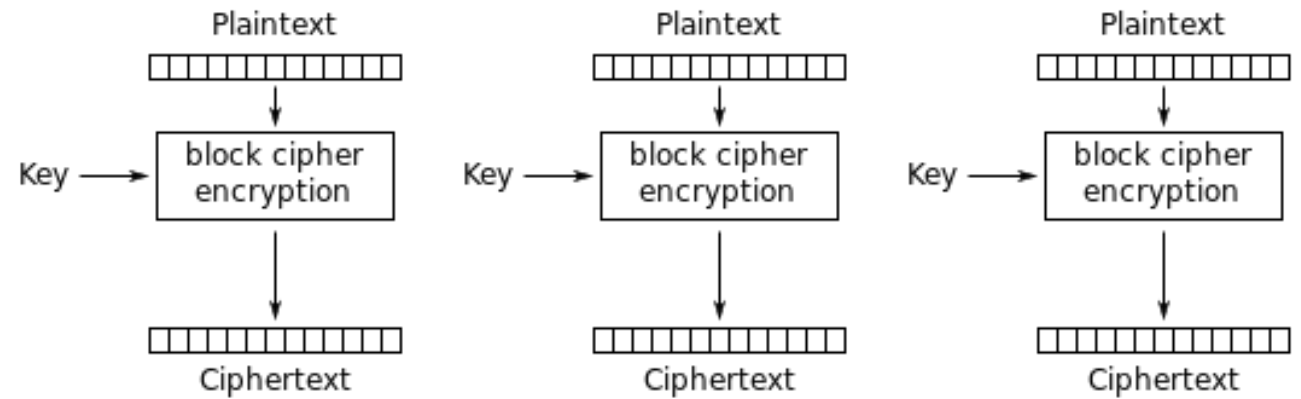 Plaintext
Plaintext
Plaintext
Key
block cipher
encryption
Key
block cipher
encryption
Key
block cipher
encryption
Ciphertext
Ciphertext
Ciphertext